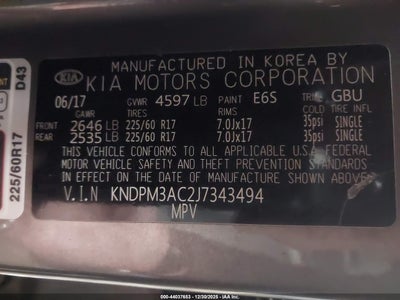 MANUFACTURED IN KOREA BY
KIA KIA MOTORS CORPORATION
06/17 GVWR 4597 LB PAINT E6S TRIM GBU
GAWR TIRES RIMS COLD TIRE INFL
FRONT 2646 LB 225/60 R17 7.0Jx17 35psi SINGLE
REAR 2535 LB 225/60 R17 7.0Jx17 35psi SINGLE
THIS VEHICLE CONFORMS TO ALL APPLICABLE U.S.A FEDERAL
MOTOR VEHICLE SAFETY AND THEFT PREVENTION STANDARDS
IN EFFECT ON THE DATE OF MANUFACTURE SHOWN ABOVE.
V.I.N KNDPM3AC2J7343494
MPV
D43
225/60R17
000-44037653 - 12/30/2025 - IAA Inc.